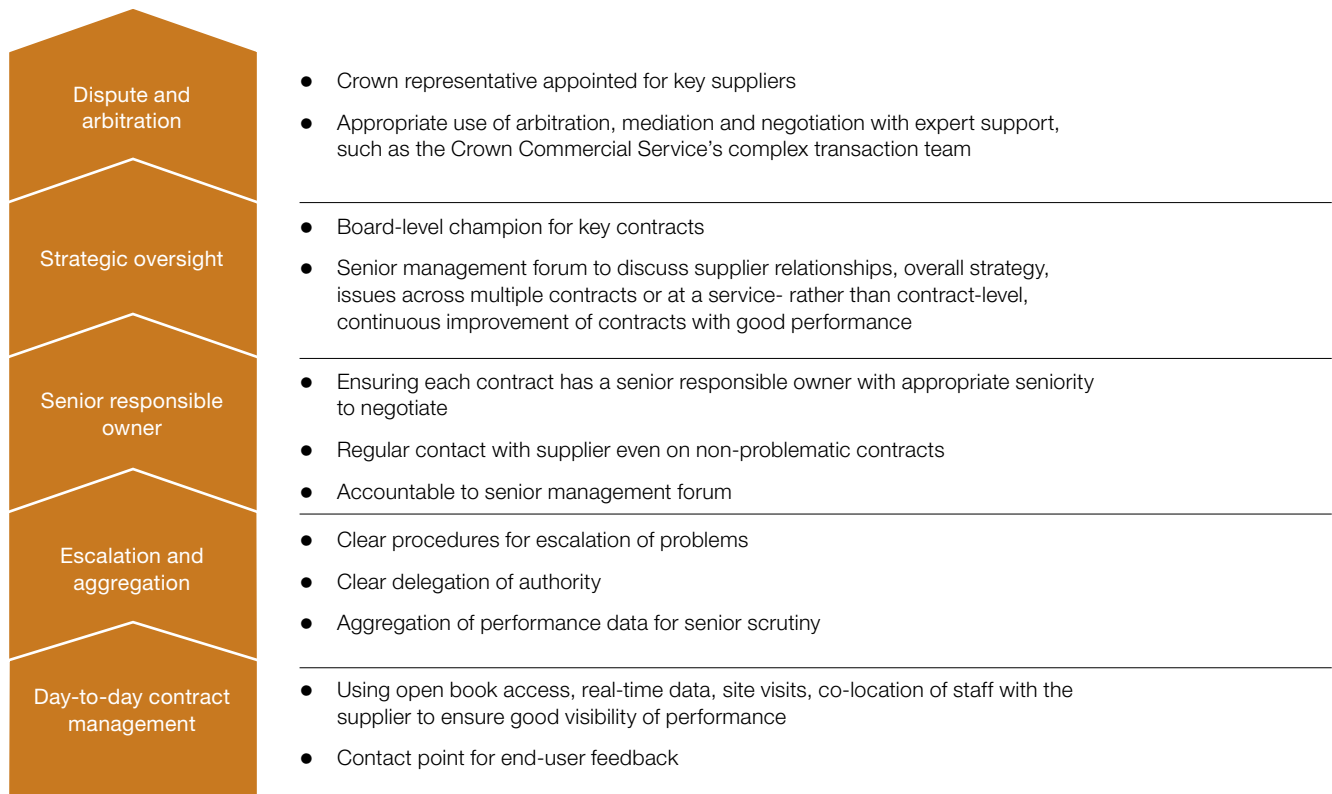 Dispute and
arbitration
● Crown representative appointed for key suppliers
● Appropriate use of arbitration, mediation and negotiation with expert support,
such as the Crown Commercial Service’s complex transaction team
Strategic oversight
● Board-level champion for key contracts
● Senior management forum to discuss supplier relationships, overall strategy,
issues across multiple contracts or at a service- rather than contract-level,
continuous improvement of contracts with good performance
Senior responsible
owner
● Ensuring each contract has a senior responsible owner with appropriate seniority
to negotiate
● Regular contact with supplier even on non-problematic contracts
● Accountable to senior management forum
Escalation and
aggregation
● Clear procedures for escalation of problems
● Clear delegation of authority
● Aggregation of performance data for senior scrutiny
Day-to-day contract
management
● Using open book access, real-time data, site visits, co-location of staff with the
supplier to ensure good visibility of performance
● Contact point for end-user feedback